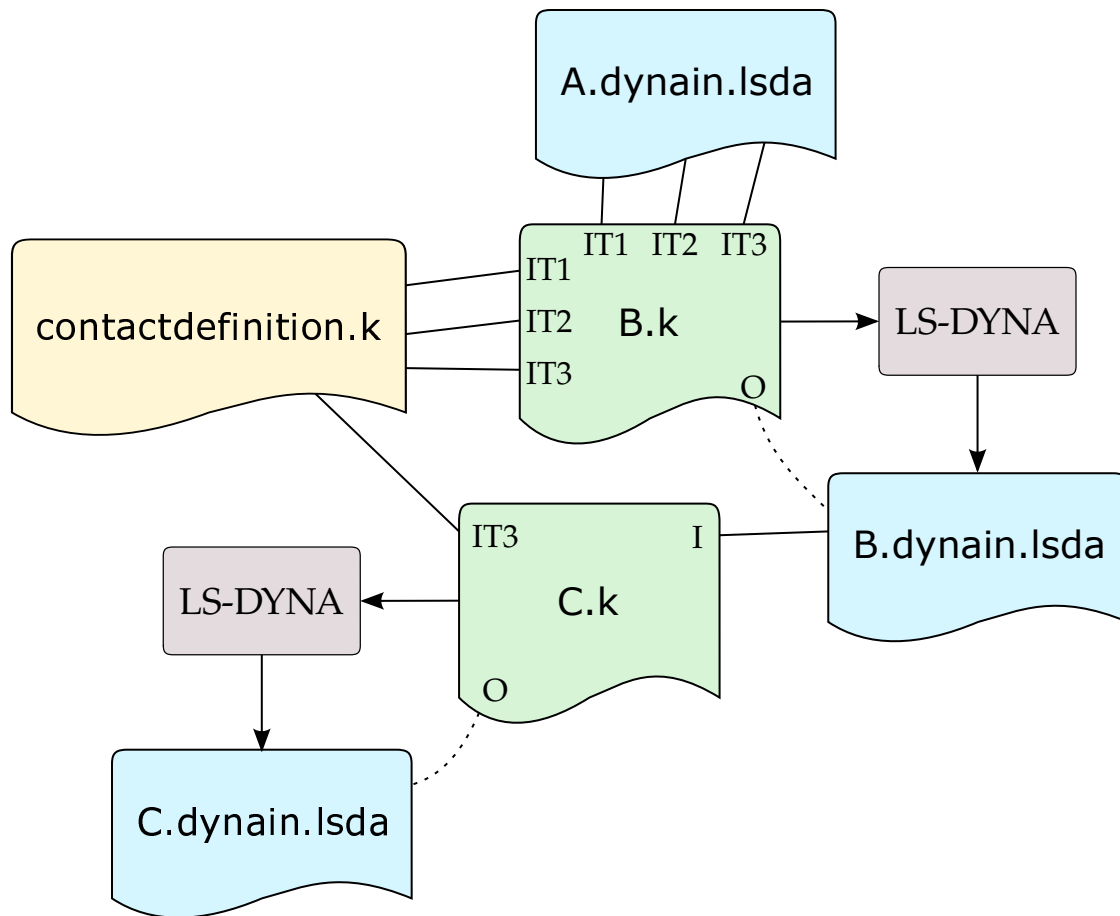 A.dynain.lsda
IT1 IT2 IT3
IT1
contactdefinition.k
IT2
B.k
LS-DYNA
IT3
O
IT3
I
B.dynain.lsda
LS-DYNA
C.k
O
C.dynain.lsda